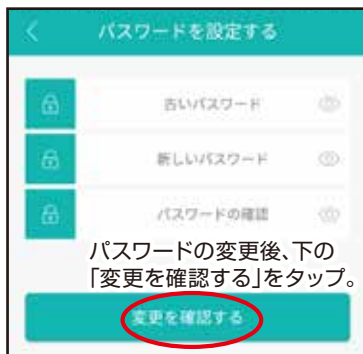 パスワードを設定する
古いパスワード
新しいパスワード
パスワードの確認
パスワードの変更後、下の
「変更を確認する」をタップ。
変更を確認する